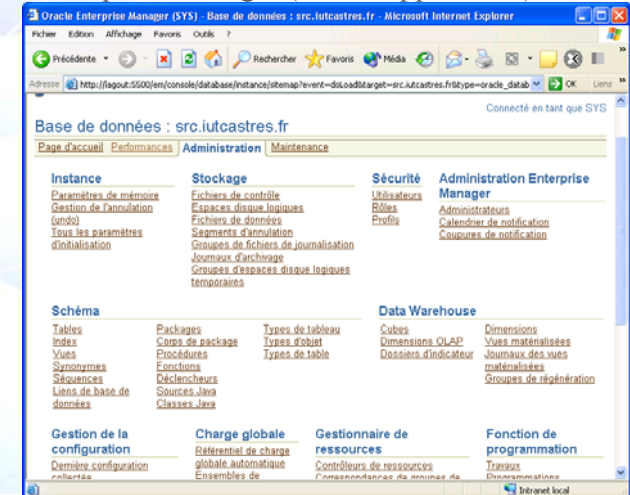 Oracle Enterprise Manager (SYS) - Base de données : src.iutcastres.fr - Microsoft Internet Explorer
Fichier Edition Affichage Favoris Outils ?
Précédente Rechercher Favoris Média
Adresse http://lagout:5500/em/console/database/instance/sitemap?event=doLoad&target=src.iutcastres.fr&type=oracle_datab OK Liens
Connecté en tant que SYS
Base de données : src.iutcastres.fr
Page d'accueil Performances Administration Maintenance
Instance
Paramètres de mémoire
Gestion de l'annulation
(undo)
Tous les paramètres
d'initialisation
Stockage
Fichiers de contrôle
Espaces disque logiques
Fichiers de données
Segments d'annulation
Groupes de fichiers de journalisation
Journaux d'archivage
Groupes d'espaces disque logiques
temporaires
Sécurité
Utilisateurs
Rôles
Profils
Administration Enterprise
Manager
Administrateurs
Calendrier de notification
Coupures de notification
Schéma
Tables
Index
Vues
Synonymes
Séquences
Liens de base de
données
Packages
Corps de package
Procédures
Fonctions
Déclencheurs
Sources Java
Classes Java
Types de tableau
Types d'objet
Types de table
Data Warehouse
Cubes
Dimensions OLAP
Dossiers d'indicateur
Dimensions
Vues matérialisées
Journaux des vues
matérialisées
Groupes de régénération
Gestion de la
configuration
Dernière configuration
collectée
Charge globale
Référentiel de charge
globale automatique
Ensembles de
Gestionnaire de
ressources
Contrôleurs de ressources
Correspondances de groupes de
Fonction de
programmation
Travaux
Programmations
Intranet local